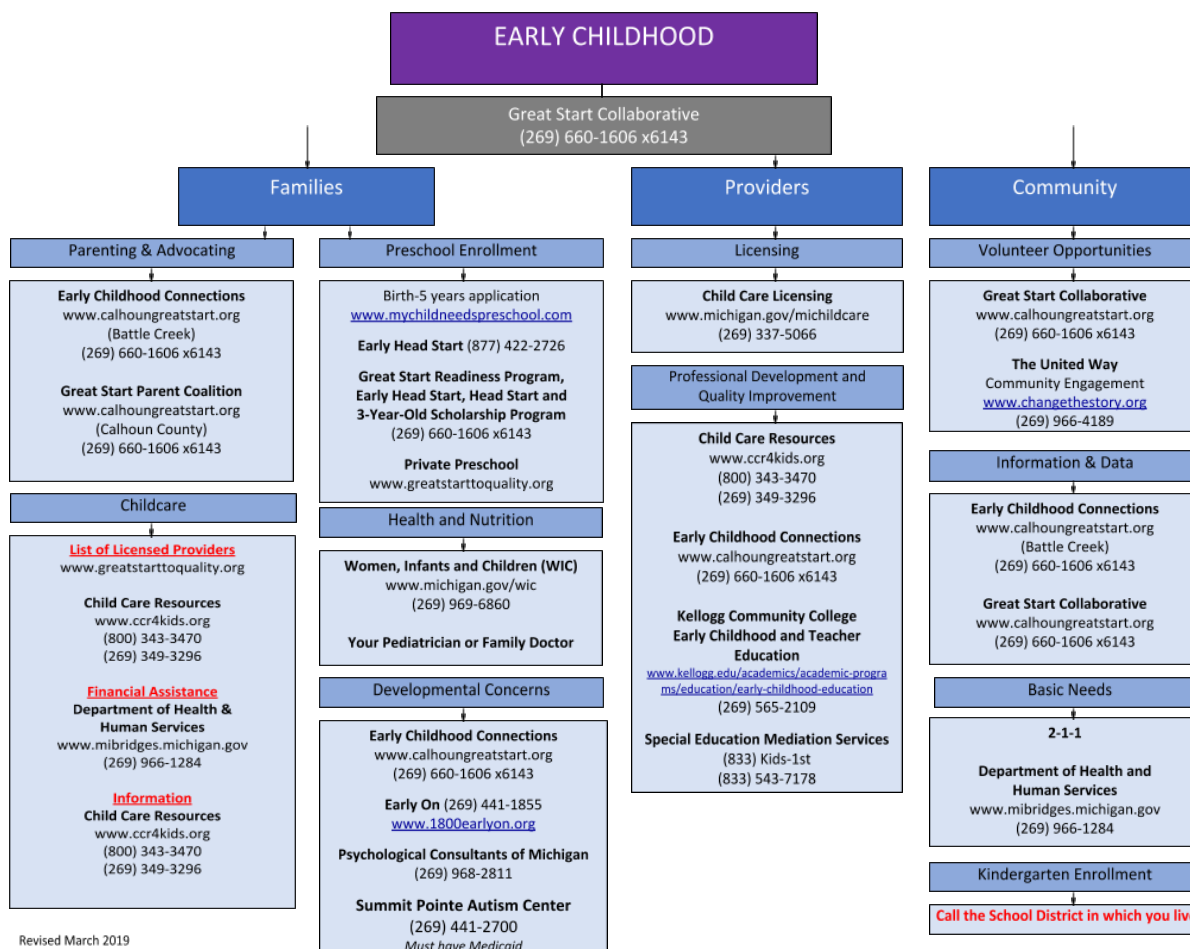 EARLY CHILDHOOD
Great Start Collaborative
(269) 660-1606 x6143
Families
Parenting & Advocating
Early Childhood Connections
www.calhoungreatstart.org
(Battle Creek)
(269) 660-1606 x6143
Great Start Parent Coalition
www.calhoungreatstart.org
(Calhoun County)
(269) 660-1606 x6143
Childcare
List of Licensed Providers
www.greatstarttoquality.org
Child Care Resources
www.ccr4kids.org
(800) 343-3470
(269) 349-3296
Financial Assistance
Department of Health &
Human Services
www.mibridges.michigan.gov
(269) 966-1284
Information
Child Care Resources
www.ccr4kids.org
(800) 343-3470
(269) 349-3296
Preschool Enrollment
Birth-5 years application
www.mychildneedspreschool.com
Early Head Start (877) 422-2726
Great Start Readiness Program,
Early Head Start, Head Start and
3-Year-Old Scholarship Program
(269) 660-1606 x6143
Private Preschool
www.greatstarttoquality.org
Health and Nutrition
Women, Infants and Children (WIC)
www.michigan.gov/wic
(269) 969-6860
Your Pediatrician or Family Doctor
Developmental Concerns
Early Childhood Connections
www.calhoungreatstart.org
(269) 660-1606 x6143
Early On (269) 441-1855
www.1800earlyon.org
Psychological Consultants of Michigan
(269) 968-2811
Summit Pointe Autism Center
(269) 441-2700
Must have Medicaid
Providers
Licensing
Child Care Licensing
www.michigan.gov/michildcare
(269) 337-5066
Professional Development and
Quality Improvement
Child Care Resources
www.ccr4kids.org
(800) 343-3470
(269) 349-3296
Early Childhood Connections
www.calhoungreatstart.org
(269) 660-1606 x6143
Kellogg Community College
Early Childhood and Teacher
Education
www.kellogg.edu/academics/academic-progra
ms/education/early-childhood-education
(269) 565-2109
Special Education Mediation Services
(833) Kids-1st
(833) 543-7178
Community
Volunteer Opportunities
Great Start Collaborative
www.calhoungreatstart.org
(269) 660-1606 x6143
The United Way
Community Engagement
www.changethestory.org
(269) 966-4189
Information & Data
Early Childhood Connections
www.calhoungreatstart.org
(Battle Creek)
(269) 660-1606 x6143
Great Start Collaborative
www.calhoungreatstart.org
(269) 660-1606 x6143
Basic Needs
2-1-1
Department of Health and
Human Services
www.mibridges.michigan.gov
(269) 966-1284
Kindergarten Enrollment
Call the School District in which you live
Revised March 2019